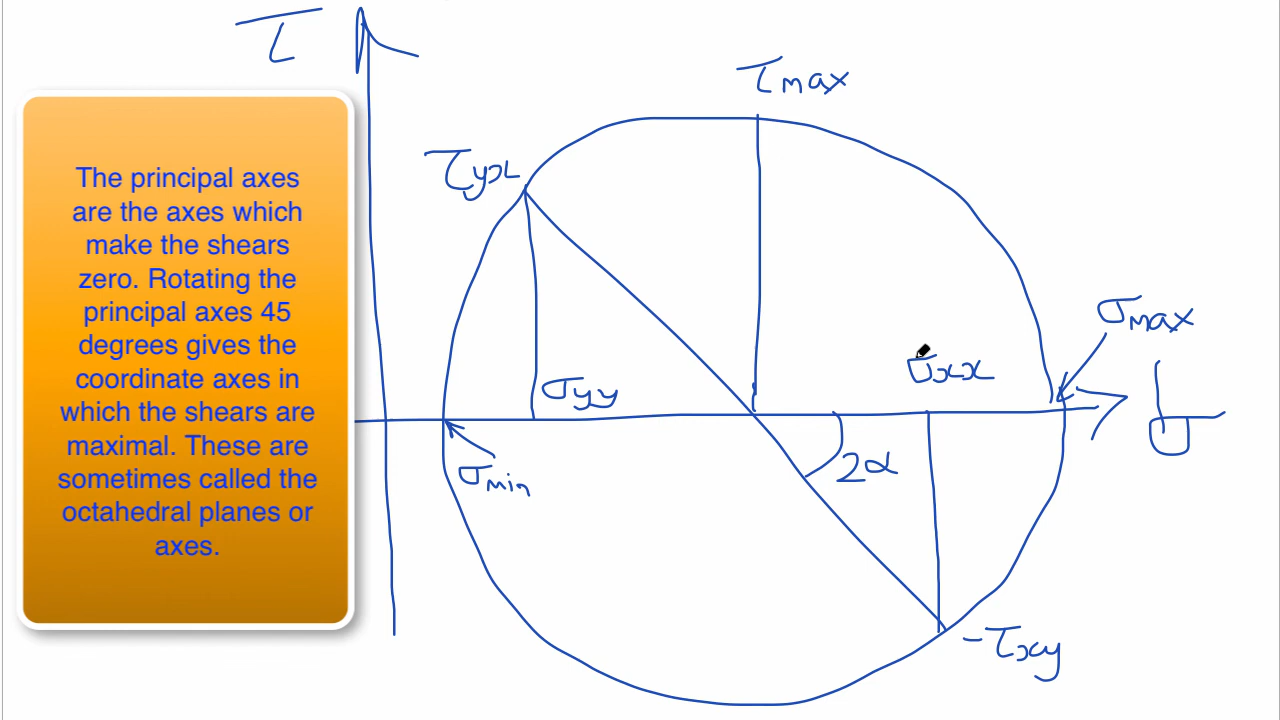 τ
The principal axes
are the axes which
make the shears
zero. Rotating the
principal axes 45
degrees gives the
coordinate axes in
which the shears are
maximal. These are
sometimes called the
octahedral planes or
axes.
τmax
τyx
σmax
σxx
σyy
σ
2α
σmin
-τxy